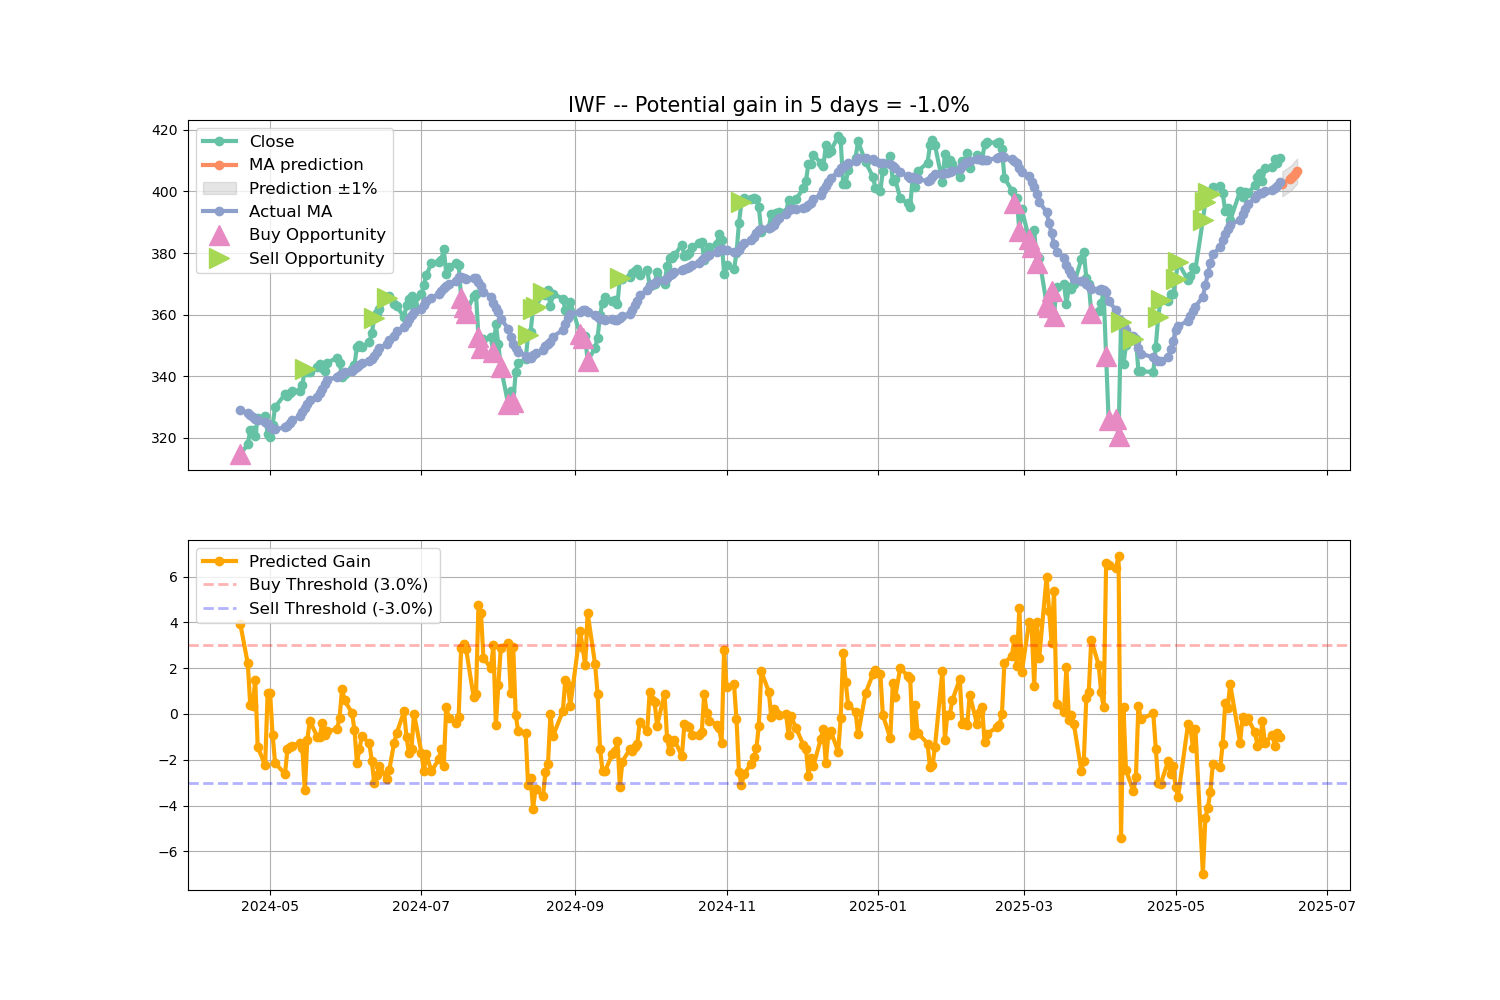 IWF -- Potential gain in 5 days = -1.0%
420
400
380
360
340
320
Close
MA prediction
Prediction ±1%
Actual MA
Buy Opportunity
Sell Opportunity
6
4
2
0
−2
−4
−6
Predicted Gain
Buy Threshold (3.0%)
Sell Threshold (-3.0%)
2024-05
2024-07
2024-09
2024-11
2025-01
2025-03
2025-05
2025-07